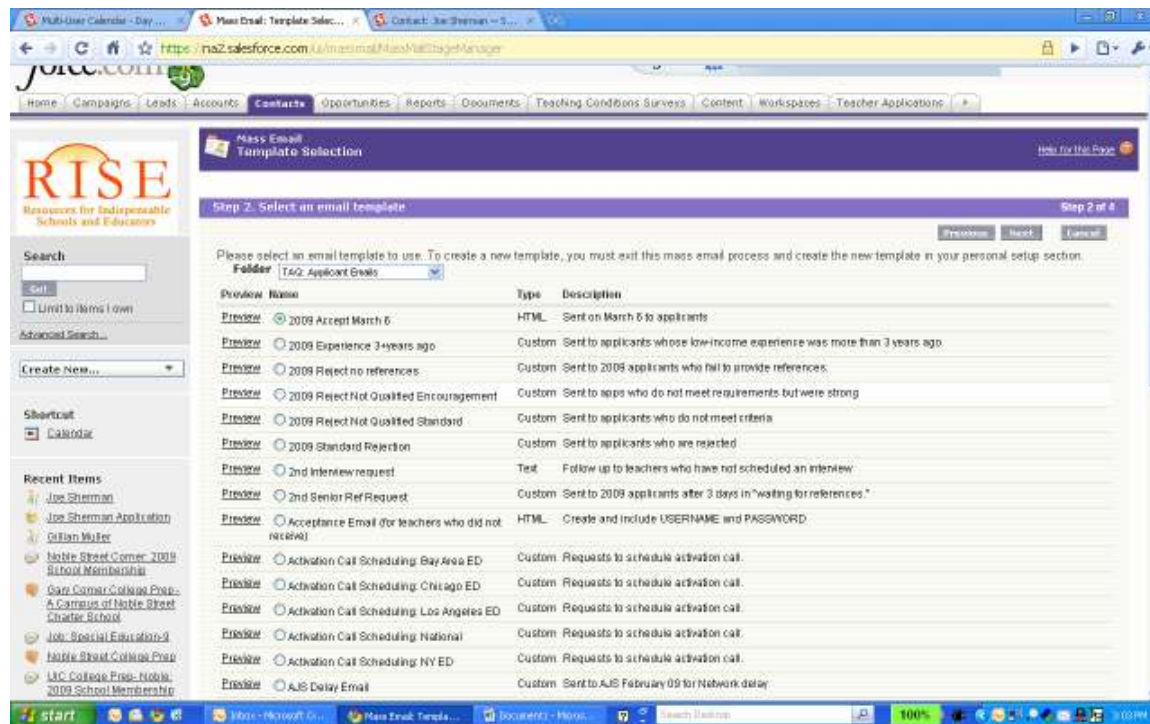 Multi-User Calendar - Day ...
Mass Email: Template Selec...
Contact: Joe Sherman ~ S...
https://na2.salesforce.com
force.com
Home Campaigns Leads Accounts Contacts Opportunities Reports Documents Teaching Conditions Surveys Content Workspaces Teacher Applications
RISE
Resources for Indispensable
Schools and Educators
Mass Email
Template Selection
Help for this Page
Step 2. Select an email template
Step 2 of 4
Previous Next Cancel
Search
Go!
Limit to items I own
Advanced Search...
Create New...
Shortcut
Calendar
Recent Items
Joe Sherman
Joe Sherman Application
Gillian Muller
Noble Street Comer: 2009
School Membership
Gary Comer College Prep -
A Campus of Noble Street
Charter School
Job: Special Education-9
Noble Street College Prep
UIC College Prep- Noble:
2009 School Membership
Please select an email template to use. To create a new template, you must exit this mass email process and create the new template in your personal setup section.
Folder TAQ: Applicant Emails
Preview Name Type Description
Preview 2009 Accept March 6 HTML Sent on March 6 to applicants
Preview 2009 Experience 3+years ago Custom Sent to applicants whose low-income experience was more than 3 years ago
Preview 2009 Reject no references Custom Sent to 2009 applicants who fail to provide references.
Preview 2009 Reject Not Qualified Encouragement Custom Sent to apps who do not meet requirements but were strong
Preview 2009 Reject Not Qualified Standard Custom Sent to applicants who do not meet criteria
Preview 2009 Standard Rejection Custom Sent to applicants who are rejected
Preview 2nd Interview request Text Follow up to teachers who have not scheduled an interview
Preview 2nd Senior Ref Request Custom Sent to 2009 applicants after 3 days in "waiting for references."
Preview Acceptance Email (for teachers who did not HTML Create and include USERNAME and PASSWORD
receive)
Preview Activation Call Scheduling: Bay Area ED Custom Requests to schedule activation call.
Preview Activation Call Scheduling: Chicago ED Custom Requests to schedule activation call.
Preview Activation Call Scheduling: Los Angeles ED Custom Requests to schedule activation call.
Preview Activation Call Scheduling: National Custom Requests to schedule activation call.
Preview Activation Call Scheduling: NY ED Custom Requests to schedule activation call.
Preview AJS Delay Email Custom Sent to AJS February 09 for Network delay
start
Inbox - Microsoft O...
Mass Email: Templa...
Documents - Micros...
Search Desktop
100%
3:03 PM